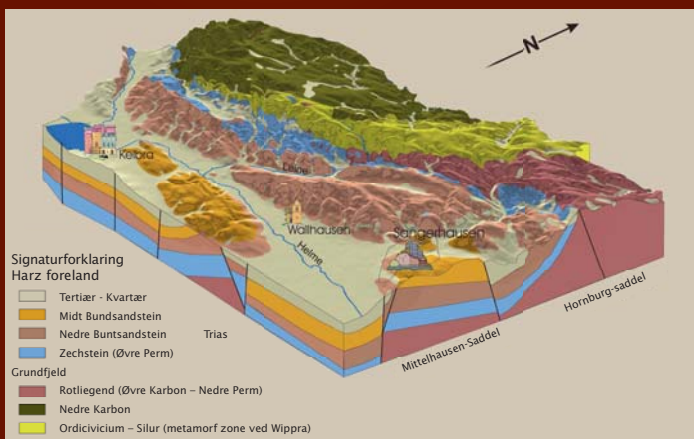 N
Kelbra
Leine
Wallhausen
Sangerhausen
Helme
Hornburg-saddel
Mittelhausen-Saddel
Signaturforklaring
Harz foreland
Tertiær - Kvartær
Midt Bundsandstein
Nedre Buntsandstein Trias
Zechstein (Øvre Perm)
Grundfjeld
Rotliegend (Øvre Karbon – Nedre Perm)
Nedre Karbon
Ordicivicium – Silur (metamorf zone ved Wippra)